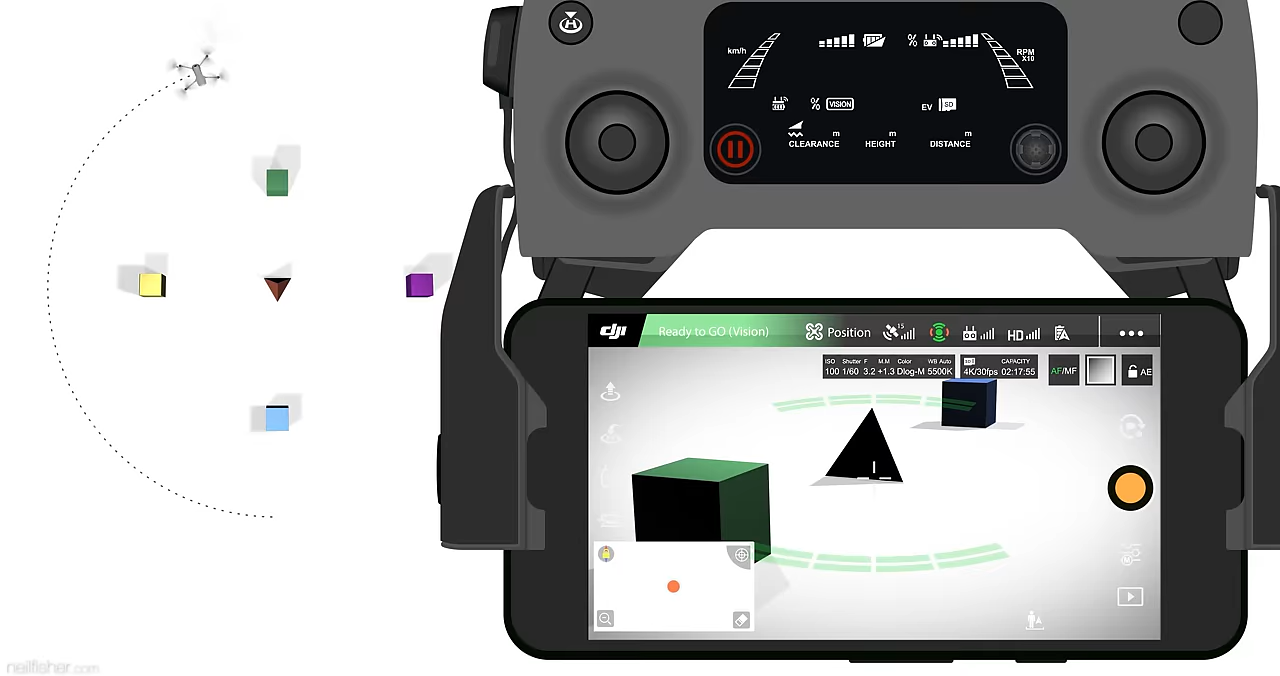 H
km/h
%
RPM
X10
% VISION
EV SD
m m m
CLEARANCE HEIGHT DISTANCE
dji Ready to GO (Vision) Position 15 HD •••
ISO Shutter F M.M Color WB Auto
100 1/60 3.2 +1.3 Dlog-M 5500K
SD CAPACITY
4K/30fps 02:17:55
AF/MF
AE
M
neilfisher.com